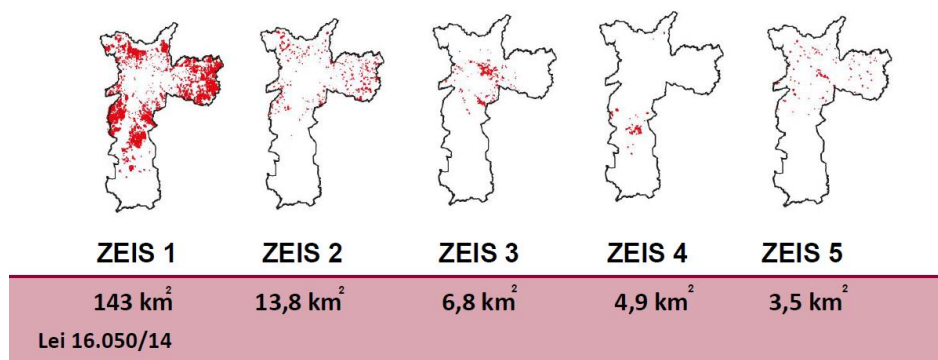 ZEIS 1 ZEIS 2 ZEIS 3 ZEIS 4 ZEIS 5
143 km² 13,8 km² 6,8 km² 4,9 km² 3,5 km²
Lei 16.050/14